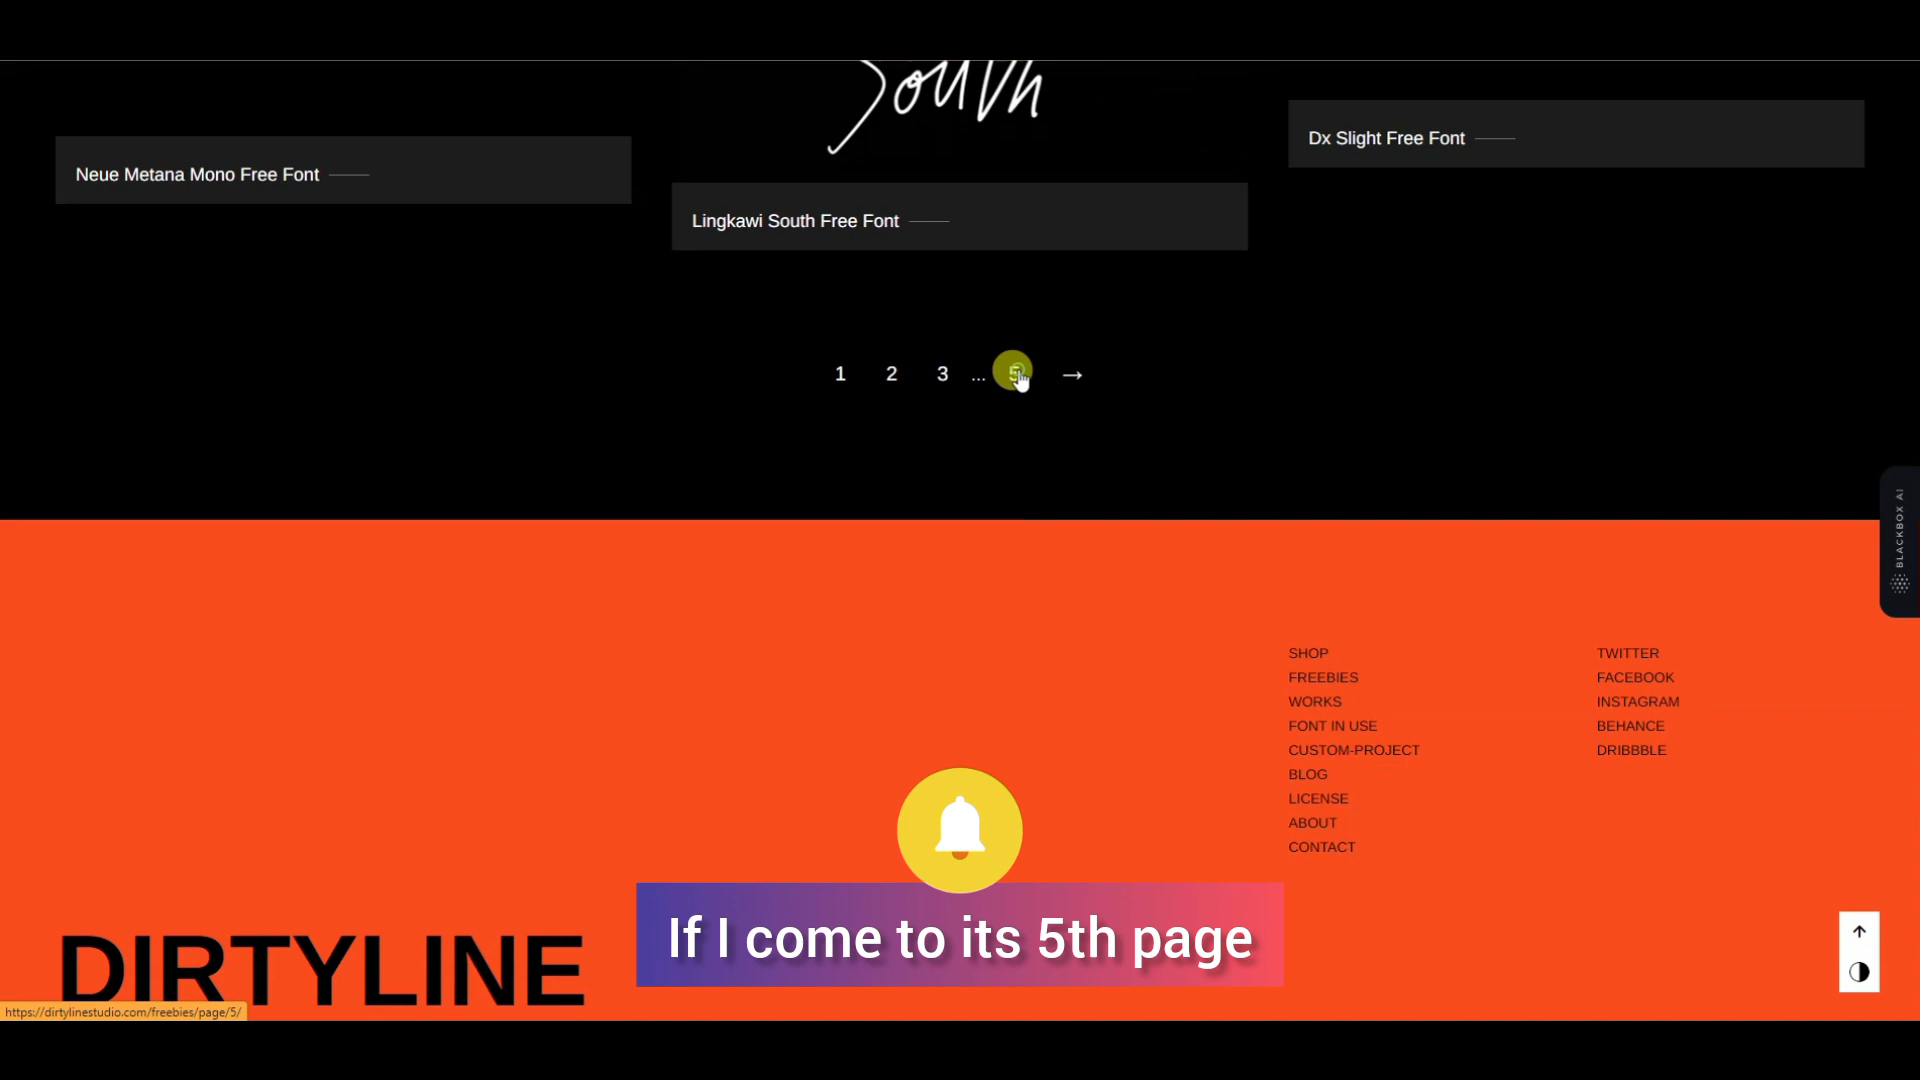 South
Dx Slight Free Font
Neue Metana Mono Free Font
Lingkawi South Free Font
1 2 3 ... 5 →
BLACKBOX AI
SHOP
FREEBIES
WORKS
FONT IN USE
CUSTOM-PROJECT
BLOG
LICENSE
ABOUT
CONTACT
TWITTER
FACEBOOK
INSTAGRAM
BEHANCE
DRIBBBLE
If I come to its 5th page
DIRTYLINE
https://dirtylinestudio.com/freebies/page/5/